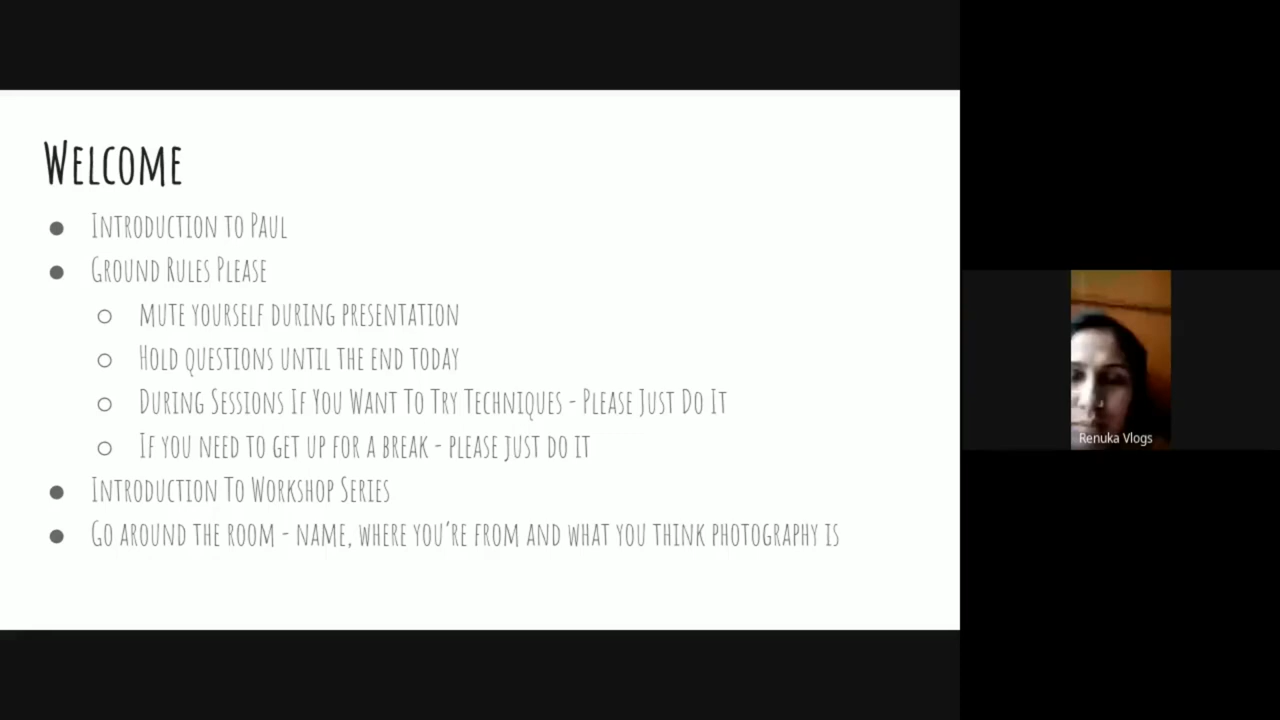 Welcome
● Introduction to Paul
● Ground Rules Please
○ mute yourself during presentation
○ Hold questions until the end today
○ During Sessions If You Want To Try Techniques - Please Just Do It
○ If you need to get up for a break - please just do it
● Introduction To Workshop Series
● Go around the room - name, where you're from and what you think photography is
Renuka Vlogs